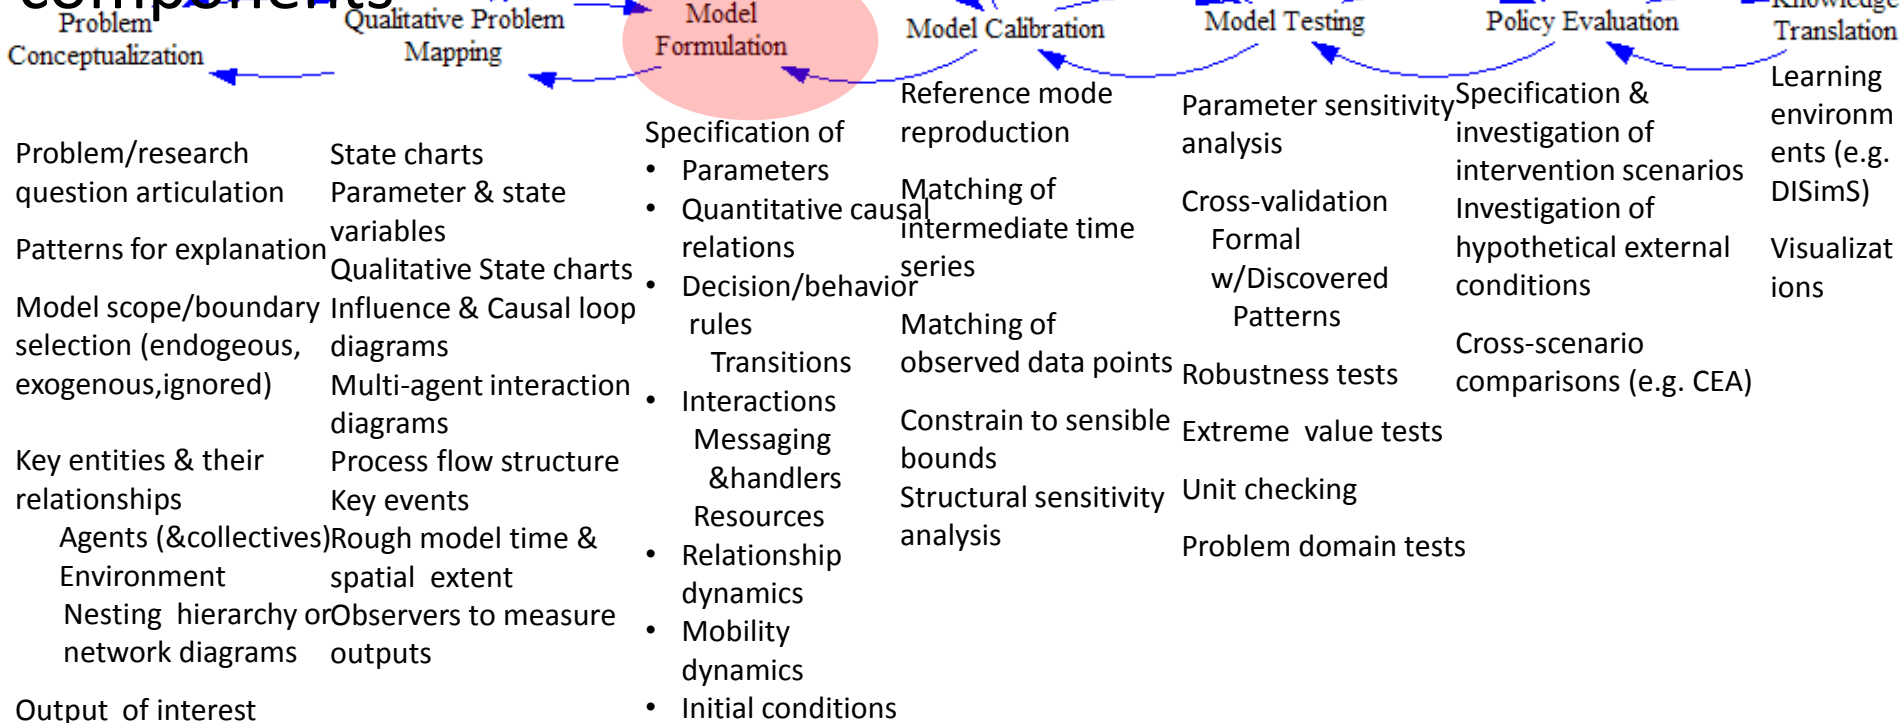 components
Problem
Conceptualization
Qualitative Problem
Mapping
Model
Formulation
Model Calibration
Model Testing
Policy Evaluation
Knowledge
Translation
Problem/research
question articulation
Patterns for explanation
Model scope/boundary
selection (endogeous,
exogenous,ignored)
Key entities & their
relationships
Agents (&collectives)
Environment
Nesting hierarchy or
network diagrams
Output of interest
State charts
Parameter & state
variables
Qualitative State charts
Influence & Causal loop
diagrams
Multi-agent interaction
diagrams
Process flow structure
Key events
Rough model time &
spatial extent
Observers to measure
outputs
Specification of
• Parameters
• Quantitative causal
relations
• Decision/behavior
rules
Transitions
• Interactions
Messaging
&handlers
Resources
• Relationship
dynamics
• Mobility
dynamics
• Initial conditions
Reference mode
reproduction
Matching of
intermediate time
series
Matching of
observed data points
Constrain to sensible
bounds
Structural sensitivity
analysis
Parameter sensitivity
analysis
Cross-validation
Formal
w/Discovered
Patterns
Robustness tests
Extreme value tests
Unit checking
Problem domain tests
Specification &
investigation of
intervention scenarios
Investigation of
hypothetical external
conditions
Cross-scenario
comparisons (e.g. CEA)
Learning
environm
ents (e.g.
DISimS)
Visualizat
ions